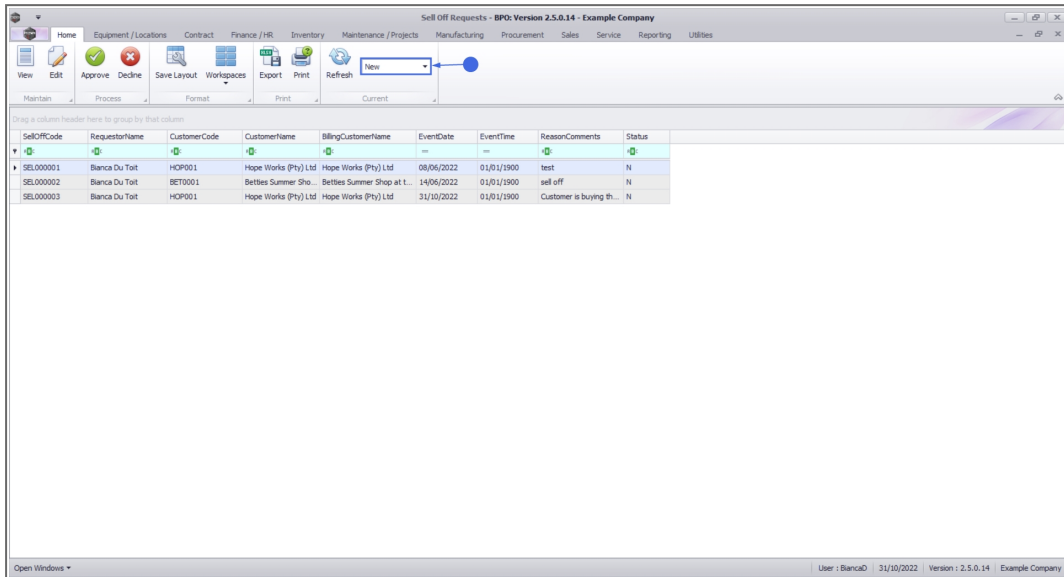 Sell Off Requests - BPO: Version 2.5.0.14 - Example Company
Home Equipment / Locations Contract Finance / HR Inventory Maintenance / Projects Manufacturing Procurement Sales Service Reporting Utilities
View Edit Approve Decline Save Layout Workspaces Export Print Refresh New
Maintain Process Format Print Current
Drag a column header here to group by that column
SellOffCode RequestorName CustomerCode CustomerName BillingCustomerName EventDate EventTime ReasonComments Status
SEL000001 Bianca Du Toit HOP001 Hope Works (Pty) Ltd Hope Works (Pty) Ltd 08/06/2022 01/01/1900 test N
SEL000002 Bianca Du Toit BET0001 Betties Summer Sho... Betties Summer Shop at t... 14/06/2022 01/01/1900 sell off N
SEL000003 Bianca Du Toit HOP001 Hope Works (Pty) Ltd Hope Works (Pty) Ltd 31/10/2022 01/01/1900 Customer is buying th... N
Open Windows User : BiancaD 31/10/2022 Version : 2.5.0.14 Example Company